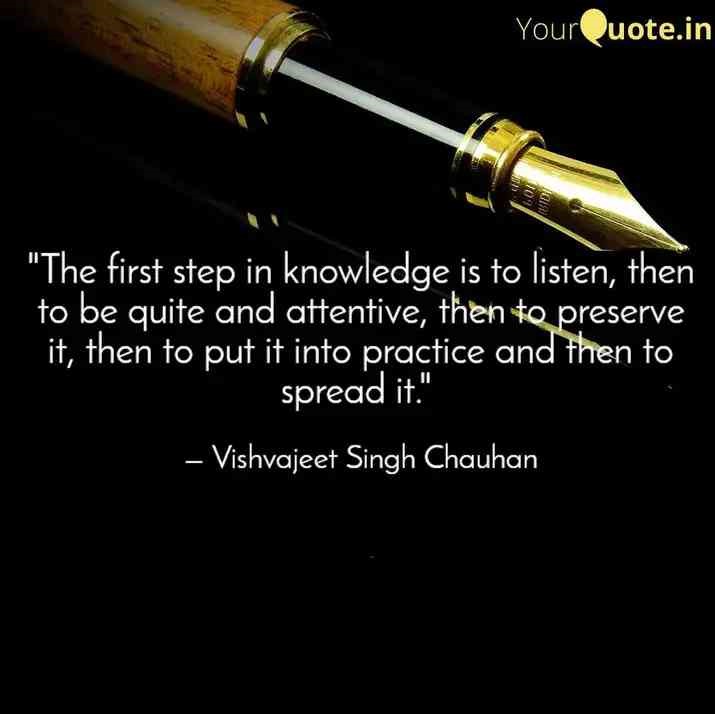 YourQuote.in
"The first step in knowledge is to listen, then
to be quite and attentive, then to preserve
it, then to put it into practice and then to
spread it."
– Vishvajeet Singh Chauhan